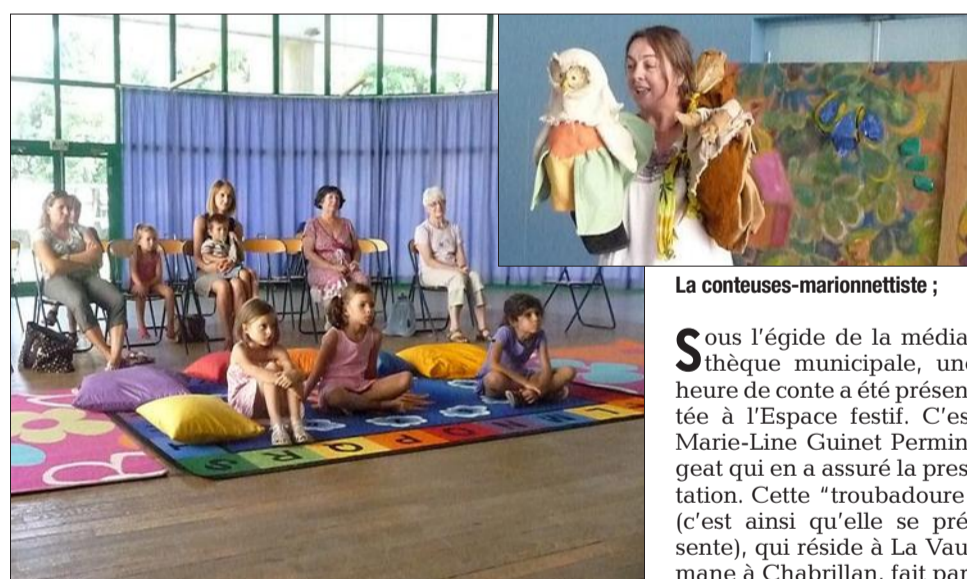 La conteuses-marionnettiste ;
Sous l'égide de la média-
thèque municipale, une
heure de conte a été présen-
tée à l'Espace festif. C'es
Marie-Line Guinet Permin-
geat qui en a assuré la pres-
tation. Cette “troubadoure
(c'est ainsi qu'elle se pré-
sente), qui réside à La Vau-
mane à Chabrillan, fait par
L N O P Q R S